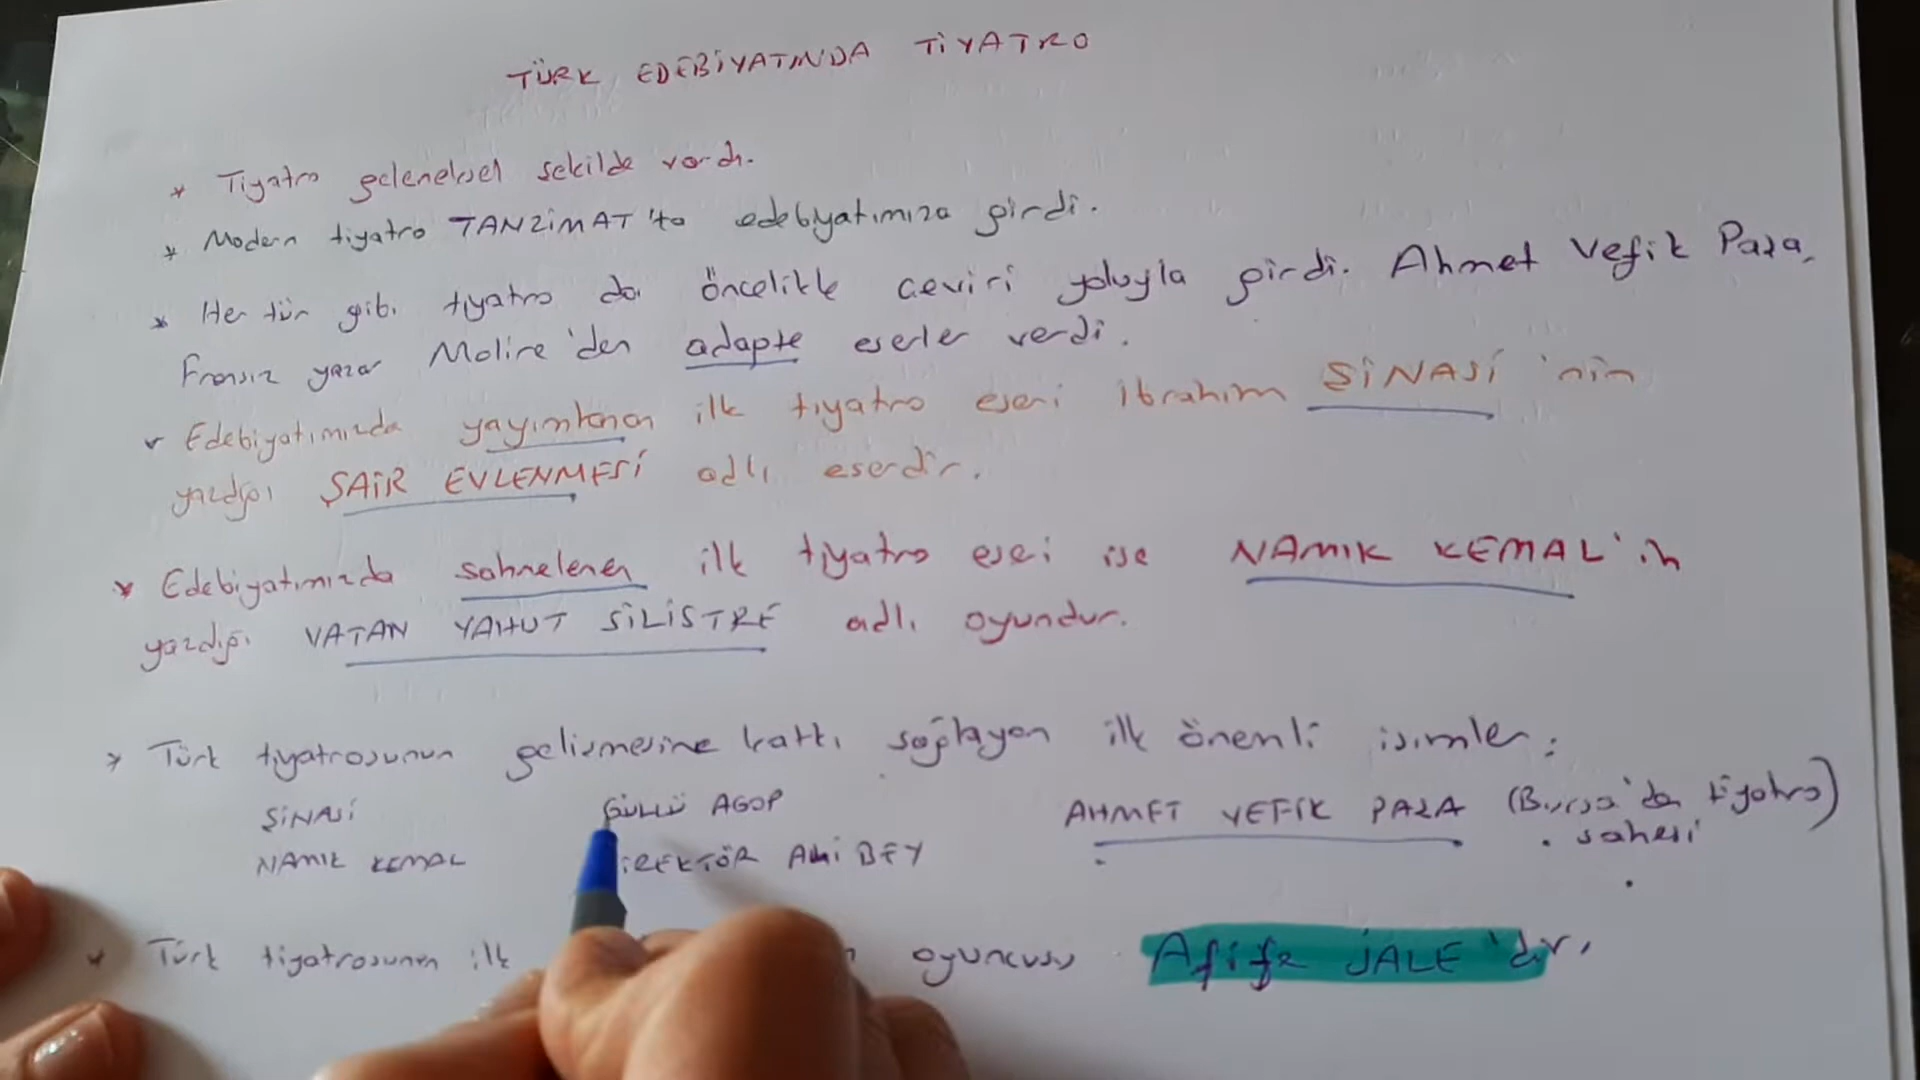 TÜRK EDEBİYATINDA TİYATRO
* Tiyatro geleneksel şekilde vardı.
* Modern tiyatro TANZİMAT'ta edebiyatımıza girdi.
* Her tür gibi tiyatro da öncelikle çeviri yoluyla girdi. Ahmet Vefik Paşa,
Fransız yazar Molire'den adapte eserler verdi.
* Edebiyatımızda yayımlanan ilk tiyatro eseri İbrahim ŞİNASİ'nin
yazdığı ŞAİR EVLENMESİ adlı eserdir.
* Edebiyatımızda sahnelenen ilk tiyatro eseri ise NAMIK KEMAL'in
yazdığı VATAN YAHUT SİLİSTRE adlı oyundur.
* Türk tiyatrosunun gelişmesine katkı sağlayan ilk önemli isimler:
ŞİNASİ GÜLLÜ AGOP AHMET VEFİK PAŞA (Bursa'da tiyatro)
sahnesi
NAMIK KEMAL DİREKTÖR ALİ BEY
* Türk tiyatrosunun ilk oyuncusu Afife JALE'dir.